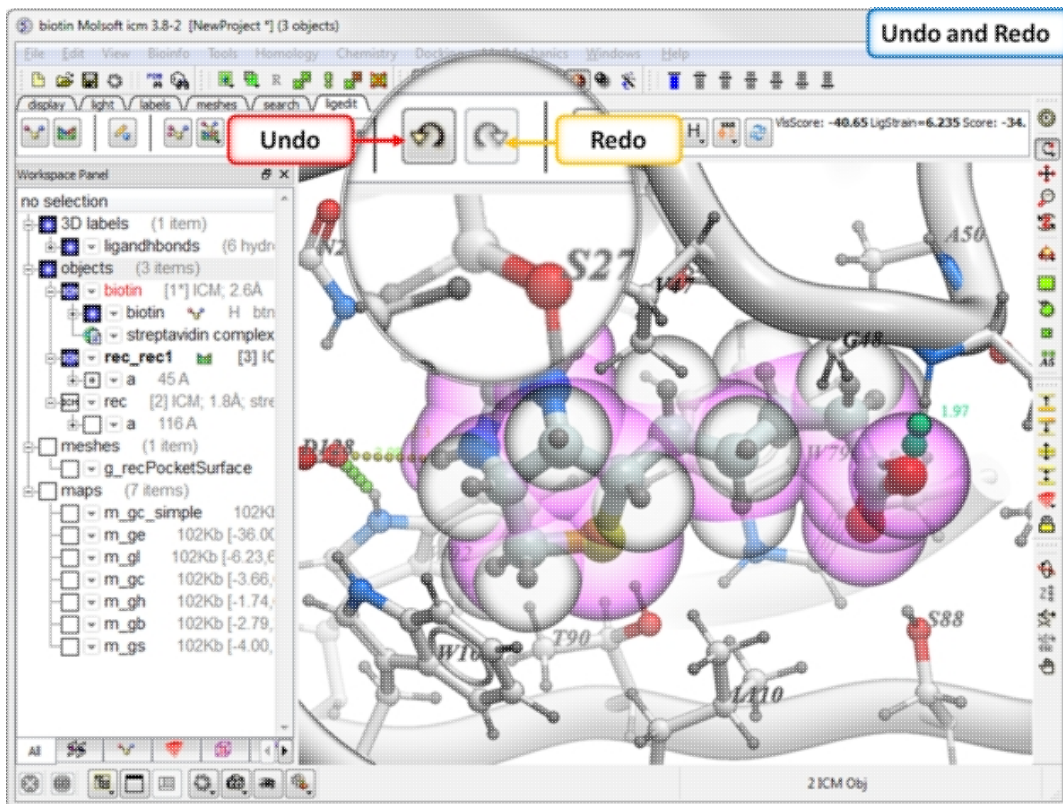 biotin Molsoft icm 3.8-2 [NewProject *] (3 objects)
Undo and Redo
File Edit View Bioinfo Tools Homology Chemistry Docking MolMechanics Windows Help
display light labels meshes search ligedit
Undo
Redo
VlsScore: -40.65 LigStrain=6.235 Score: -34.
Workspace Panel
no selection
3D labels (1 item)
ligandhbonds (6 hydro
objects (3 items)
biotin [1*] ICM; 2.6Å
biotin H btn
streptavidin complex
rec_rec1 [3] IC
a 45 A
rec [2] ICM; 1.8Å; stre
a 116 A
meshes (1 item)
g_recPocketSurface
maps (7 items)
m_gc_simple 102Kb
m_ge 102Kb [-36.00
m_gl 102Kb [-6.23,6
m_gc 102Kb [-3.66,
m_gh 102Kb [-1.74,
m_gb 102Kb [-2.79,
m_gs 102Kb [-4.00,
All
S27
A50
G48
1.97
D128
W79
T90
S88
L110
2 ICM Obj